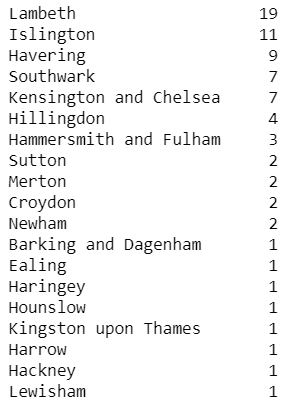 Lambeth 19
Islington 11
Havering 9
Southwark 7
Kensington and Chelsea 7
Hillingdon 4
Hammersmith and Fulham 3
Sutton 2
Merton 2
Croydon 2
Newham 2
Barking and Dagenham 1
Ealing 1
Haringey 1
Hounslow 1
Kingston upon Thames 1
Harrow 1
Hackney 1
Lewisham 1